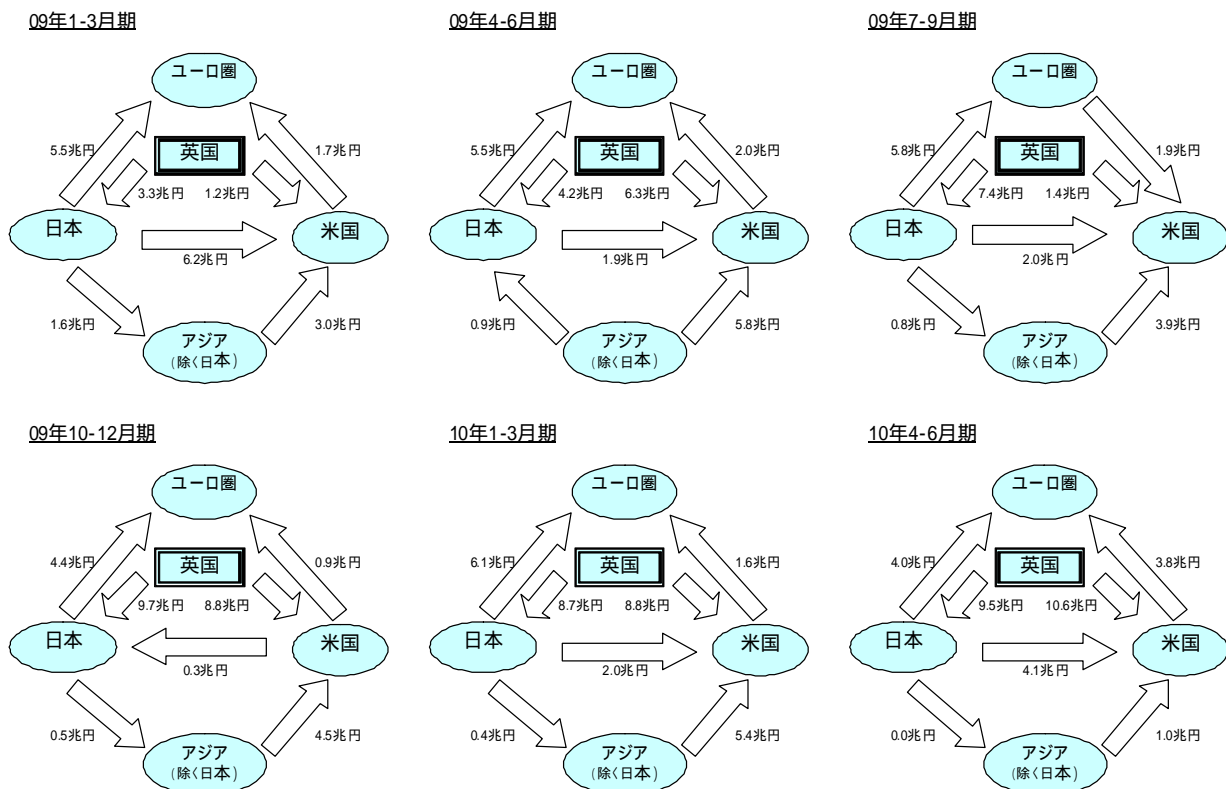 09年1-3月期
ユーロ圏
5.5兆円
英国
1.7兆円
3.3兆円
1.2兆円
日本
米国
6.2兆円
1.6兆円
3.0兆円
アジア
(除く日本)
09年4-6月期
ユーロ圏
5.5兆円
英国
2.0兆円
4.2兆円
6.3兆円
日本
米国
1.9兆円
0.9兆円
5.8兆円
アジア
(除く日本)
09年7-9月期
ユーロ圏
5.8兆円
英国
1.9兆円
7.4兆円
1.4兆円
日本
米国
2.0兆円
0.8兆円
3.9兆円
アジア
(除く日本)
09年10-12月期
ユーロ圏
4.4兆円
英国
0.9兆円
9.7兆円
8.8兆円
日本
米国
0.3兆円
0.5兆円
4.5兆円
アジア
(除く日本)
10年1-3月期
ユーロ圏
6.1兆円
英国
1.6兆円
8.7兆円
8.8兆円
日本
米国
2.0兆円
0.4兆円
5.4兆円
アジア
(除く日本)
10年4-6月期
ユーロ圏
4.0兆円
英国
3.8兆円
9.5兆円
10.6兆円
日本
米国
4.1兆円
0.0兆円
1.0兆円
アジア
(除く日本)